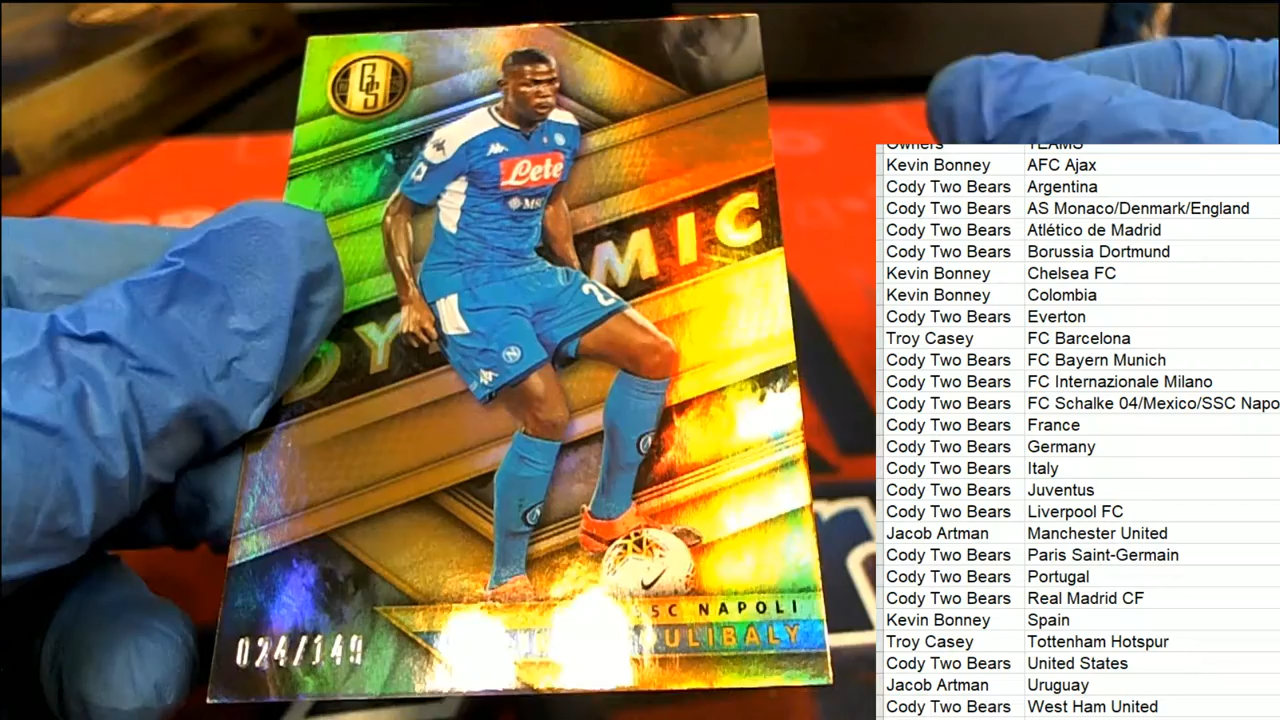 GS
Lete
MSC
DY MIC
2
SSC NAPOLI
OULIBALY
024/149
Owners TEAMS
Kevin Bonney AFC Ajax
Cody Two Bears Argentina
Cody Two Bears AS Monaco/Denmark/England
Cody Two Bears Atlético de Madrid
Cody Two Bears Borussia Dortmund
Kevin Bonney Chelsea FC
Kevin Bonney Colombia
Cody Two Bears Everton
Troy Casey FC Barcelona
Cody Two Bears FC Bayern Munich
Cody Two Bears FC Internazionale Milano
Cody Two Bears FC Schalke 04/Mexico/SSC Napo
Cody Two Bears France
Cody Two Bears Germany
Cody Two Bears Italy
Cody Two Bears Juventus
Cody Two Bears Liverpool FC
Jacob Artman Manchester United
Cody Two Bears Paris Saint-Germain
Cody Two Bears Portugal
Cody Two Bears Real Madrid CF
Kevin Bonney Spain
Troy Casey Tottenham Hotspur
Cody Two Bears United States
Jacob Artman Uruguay
Cody Two Bears West Ham United